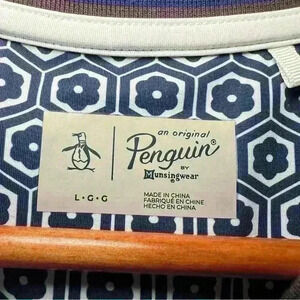 an original
Penguin®
BY
Munsingwear®
L • G • G
MADE IN CHINA
FABRIQUÉ EN CHINE
HECHO EN CHINA